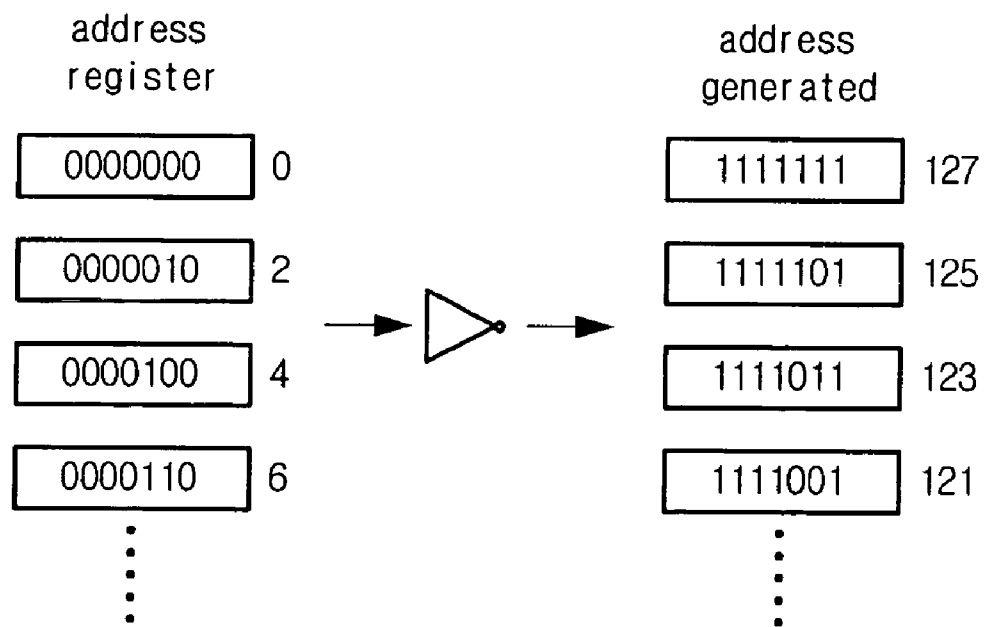 address
register
address
generated
0000000 0
1111111 127
0000010 2
1111101 125
0000100 4
1111011 123
0000110 6
1111001 121